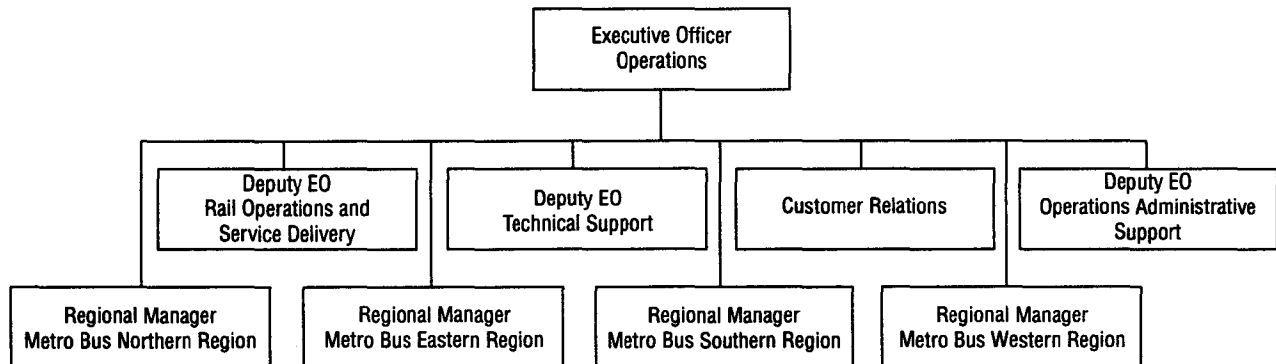 Executive Officer
Operations
Deputy EO
Rail Operations and
Service Delivery
Deputy EO
Technical Support
Customer Relations
Deputy EO
Operations Administrative
Support
Regional Manager
Metro Bus Northern Region
Regional Manager
Metro Bus Eastern Region
Regional Manager
Metro Bus Southern Region
Regional Manager
Metro Bus Western Region